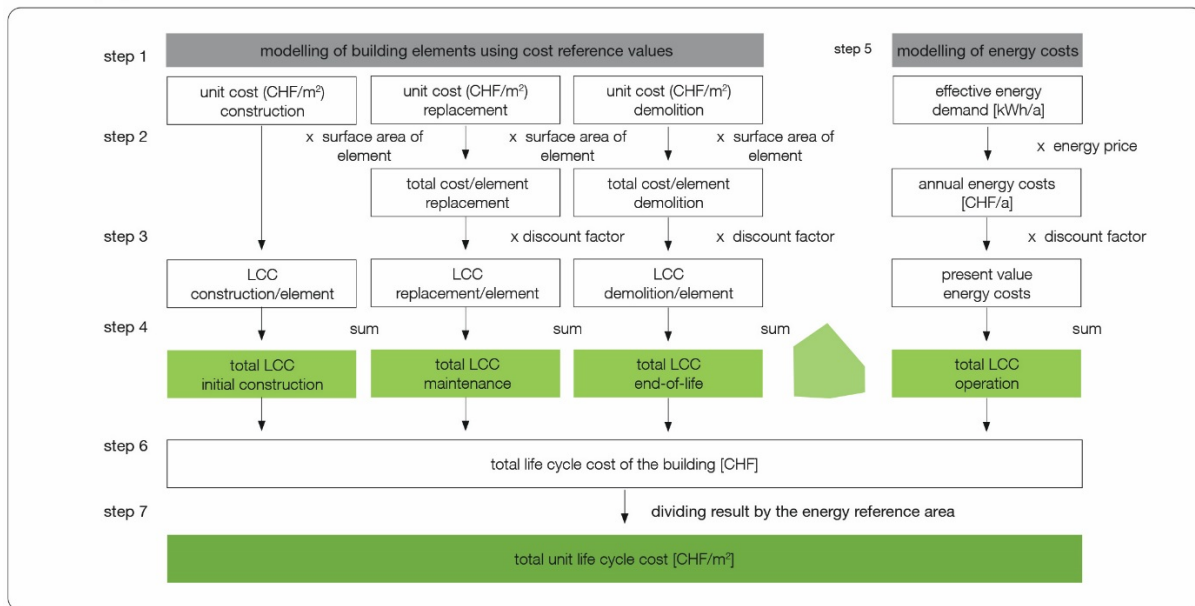 step 1
modelling of building elements using cost reference values
step 5
modelling of energy costs
unit cost (CHF/m²)
construction
unit cost (CHF/m²)
replacement
unit cost (CHF/m²)
demolition
effective energy
demand [kWh/a]
step 2
x surface area of
element
x surface area of
element
x surface area of
element
x energy price
total cost/element
replacement
total cost/element
demolition
annual energy costs
[CHF/a]
step 3
x discount factor
x discount factor
x discount factor
LCC
construction/element
LCC
replacement/element
LCC
demolition/element
present value
energy costs
step 4
sum
sum
sum
sum
total LCC
initial construction
total LCC
maintenance
total LCC
end-of-life
total LCC
operation
step 6
total life cycle cost of the building [CHF]
step 7
dividing result by the energy reference area
total unit life cycle cost [CHF/m²]